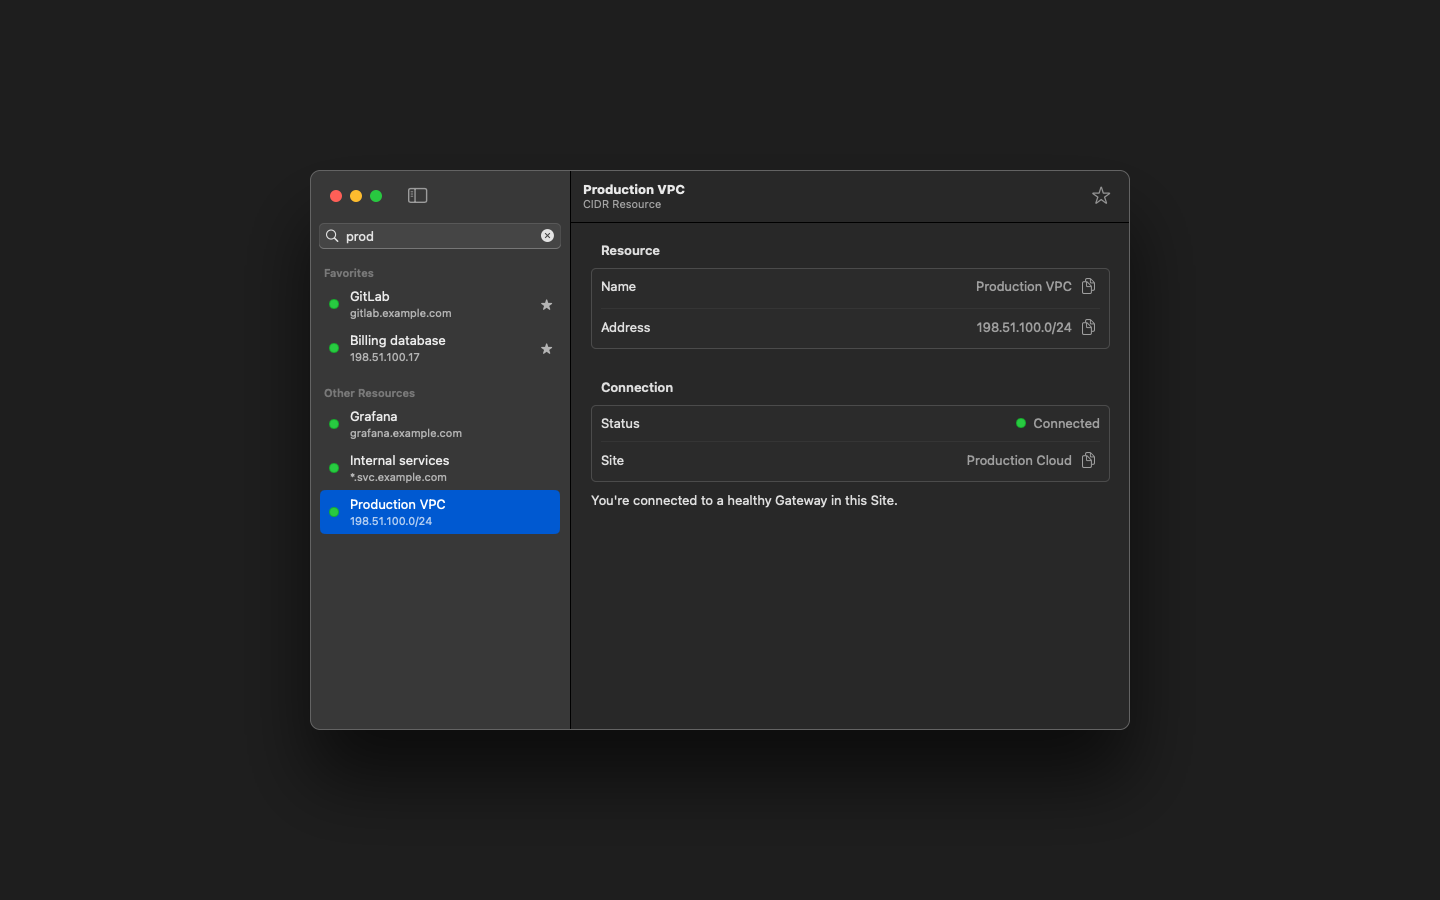 prod
Favorites
GitLab
gitlab.example.com
Billing database
198.51.100.17
Other Resources
Grafana
grafana.example.com
Internal services
*.svc.example.com
Production VPC
198.51.100.0/24
Production VPC
CIDR Resource
Resource
Name Production VPC
Address 198.51.100.0/24
Connection
Status Connected
Site Production Cloud
You're connected to a healthy Gateway in this Site.